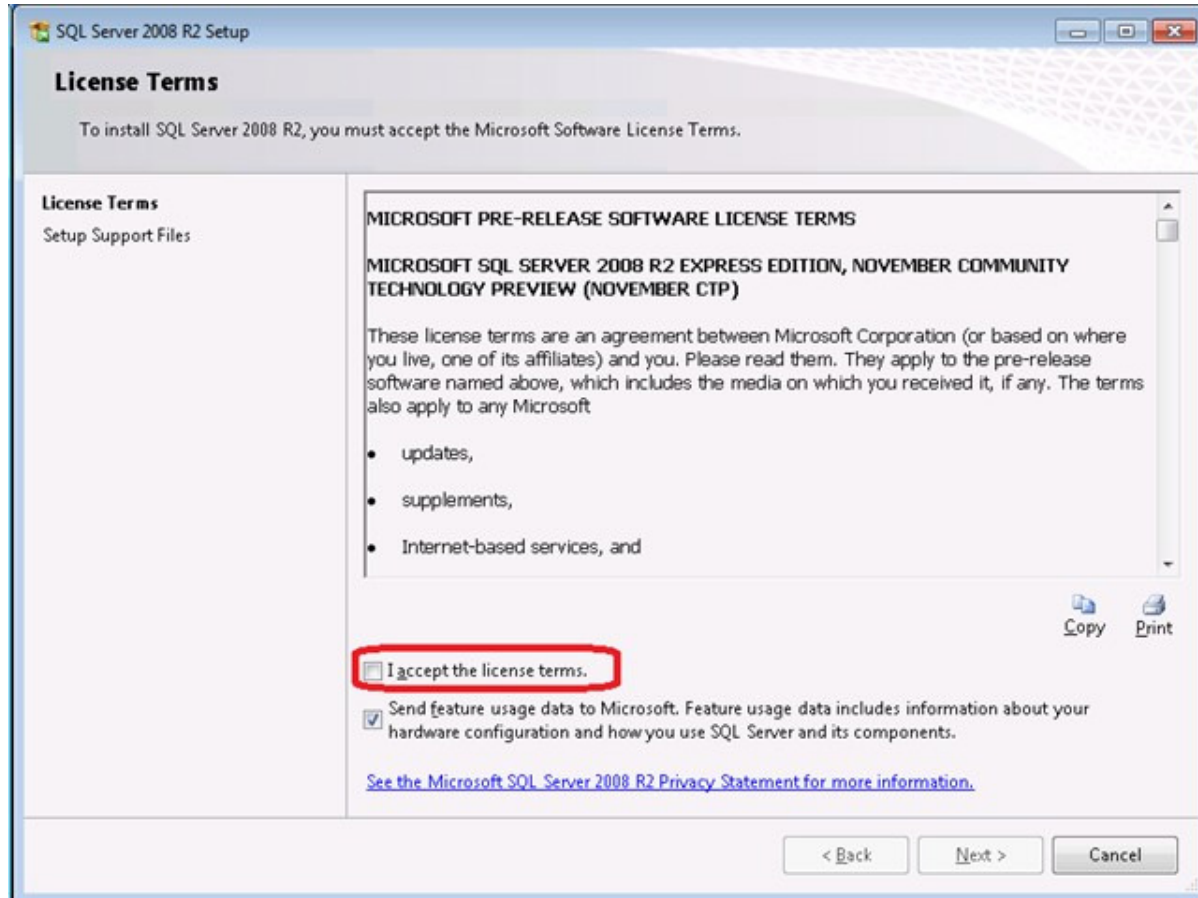 SQL Server 2008 R2 Setup
License Terms
To install SQL Server 2008 R2, you must accept the Microsoft Software License Terms.
License Terms
Setup Support Files
MICROSOFT PRE-RELEASE SOFTWARE LICENSE TERMS
MICROSOFT SQL SERVER 2008 R2 EXPRESS EDITION, NOVEMBER COMMUNITY
TECHNOLOGY PREVIEW (NOVEMBER CTP)
These license terms are an agreement between Microsoft Corporation (or based on where
you live, one of its affiliates) and you. Please read them. They apply to the pre-release
software named above, which includes the media on which you received it, if any. The terms
also apply to any Microsoft
• updates,
• supplements,
• Internet-based services, and
Copy Print
I accept the license terms.
Send feature usage data to Microsoft. Feature usage data includes information about your
hardware configuration and how you use SQL Server and its components.
See the Microsoft SQL Server 2008 R2 Privacy Statement for more information.
< Back Next > Cancel